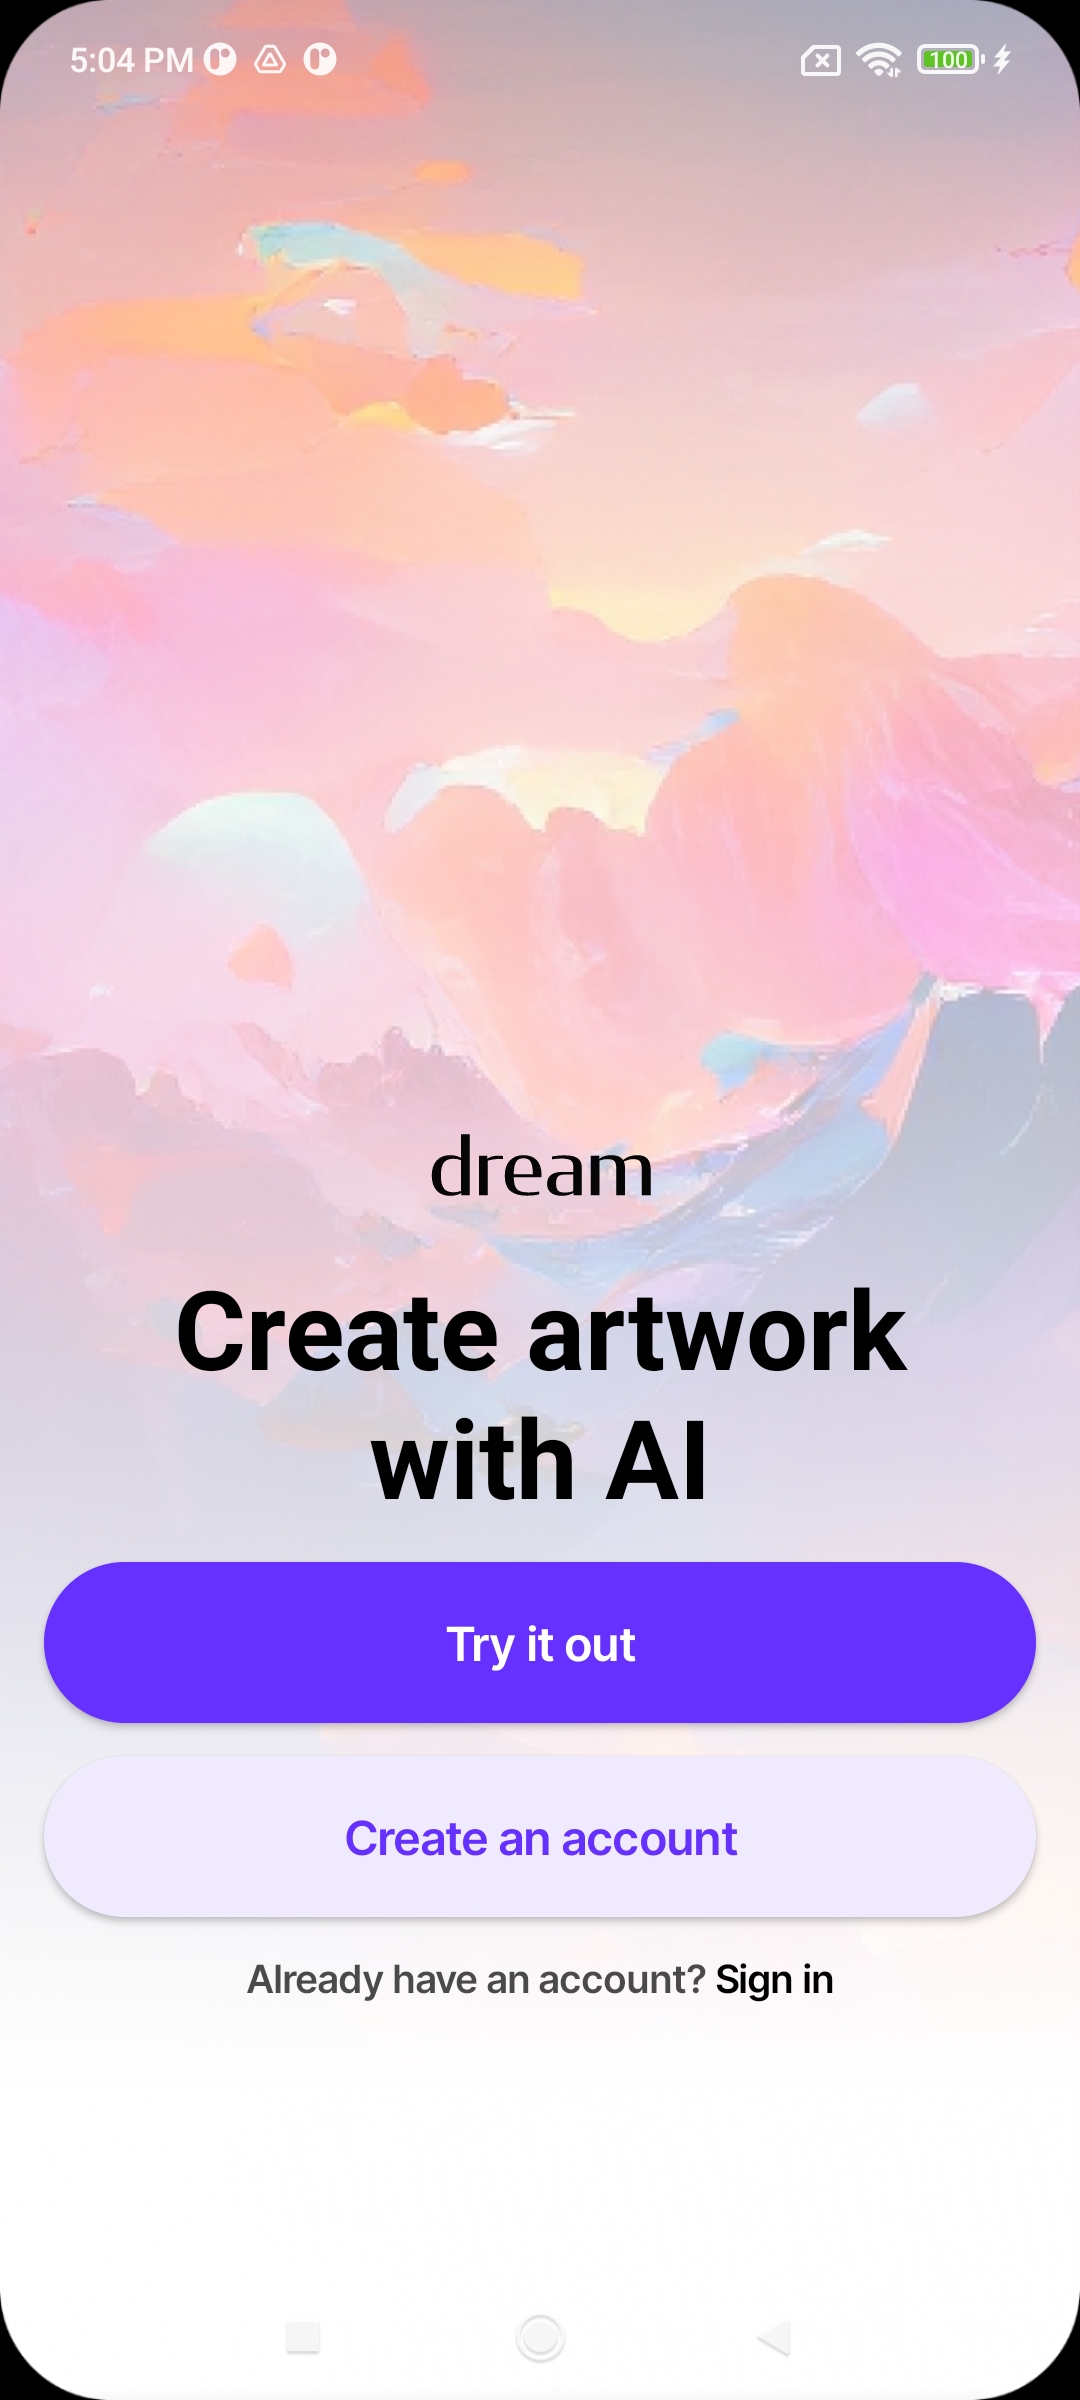 5:04 PM
100
dream
Create artwork
with AI
Try it out
Create an account
Already have an account? Sign in